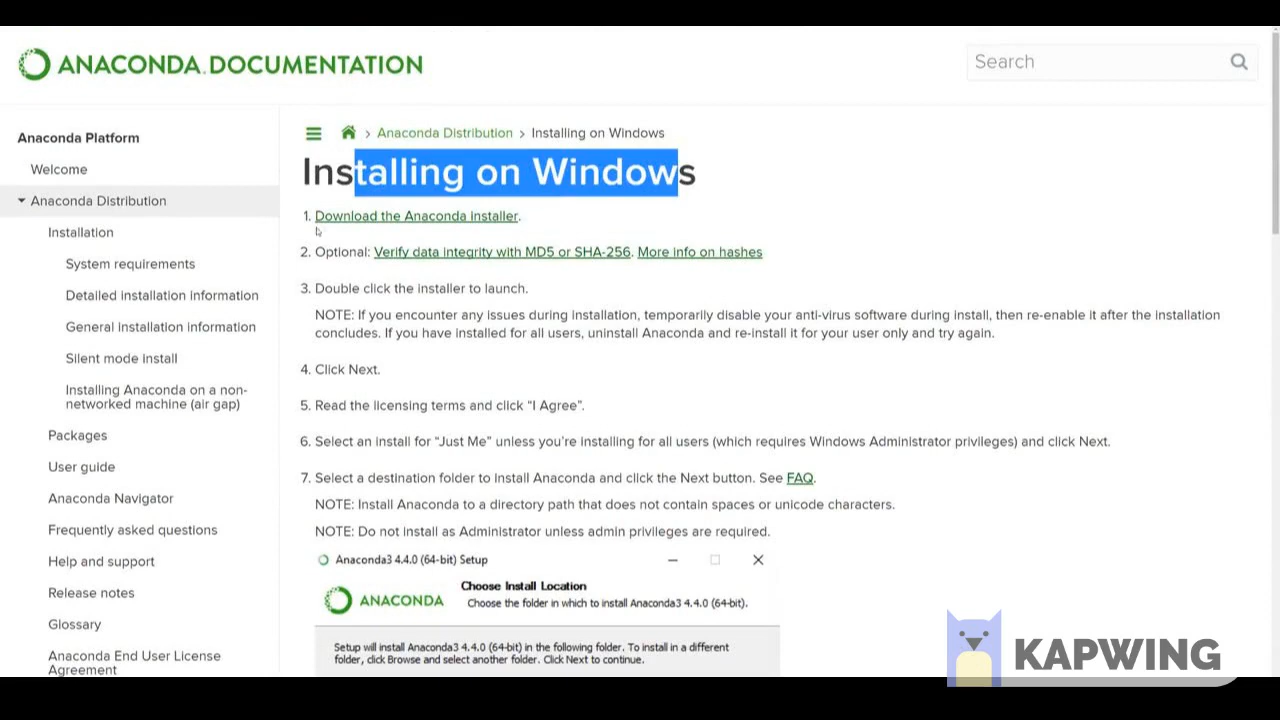 ANACONDA.DOCUMENTATION
Search
Anaconda Platform
Welcome
Anaconda Distribution
Installation
System requirements
Detailed installation information
General installation information
Silent mode install
Installing Anaconda on a non-
networked machine (air gap)
Packages
User guide
Anaconda Navigator
Frequently asked questions
Help and support
Release notes
Glossary
Anaconda End User License
Agreement
> Anaconda Distribution > Installing on Windows
Installing on Windows
1. Download the Anaconda installer.
2. Optional: Verify data integrity with MD5 or SHA-256. More info on hashes
3. Double click the installer to launch.
NOTE: If you encounter any issues during installation, temporarily disable your anti-virus software during install, then re-enable it after the installation
concludes. If you have installed for all users, uninstall Anaconda and re-install it for your user only and try again.
4. Click Next.
5. Read the licensing terms and click “I Agree”.
6. Select an install for “Just Me” unless you’re installing for all users (which requires Windows Administrator privileges) and click Next.
7. Select a destination folder to install Anaconda and click the Next button. See FAQ.
NOTE: Install Anaconda to a directory path that does not contain spaces or unicode characters.
NOTE: Do not install as Administrator unless admin privileges are required.
Anaconda3 4.4.0 (64-bit) Setup
ANACONDA
Choose Install Location
Choose the folder in which to install Anaconda3 4.4.0 (64-bit).
Setup will install Anaconda3 4.4.0 (64-bit) in the following folder. To install in a different
folder, click Browse and select another folder. Click Next to continue.
KAPWING